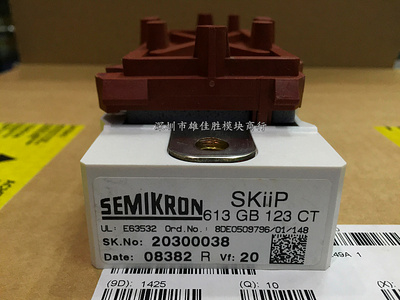 深圳市雄佳胜模块商行
SEMIKRON
SKiiP
613 GB 123 CT
UL: E63532 Ord.No.: BDE0509796/01/148
SK.No: 20300038
Date: 08382 R Vf: 20
(9D): 1425
(Q): 10